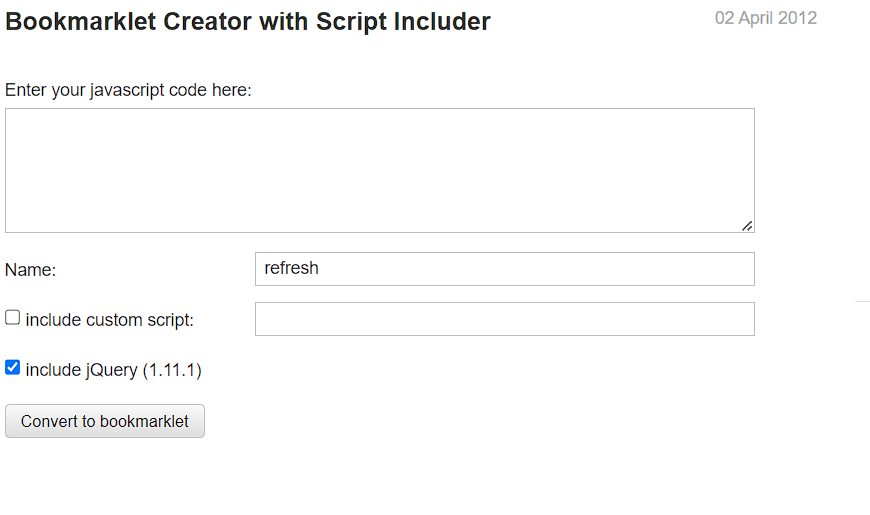 Bookmarklet Creator with Script Includer
02 April 2012
Enter your javascript code here:
Name:
refresh
include custom script:
include jQuery (1.11.1)
Convert to bookmarklet